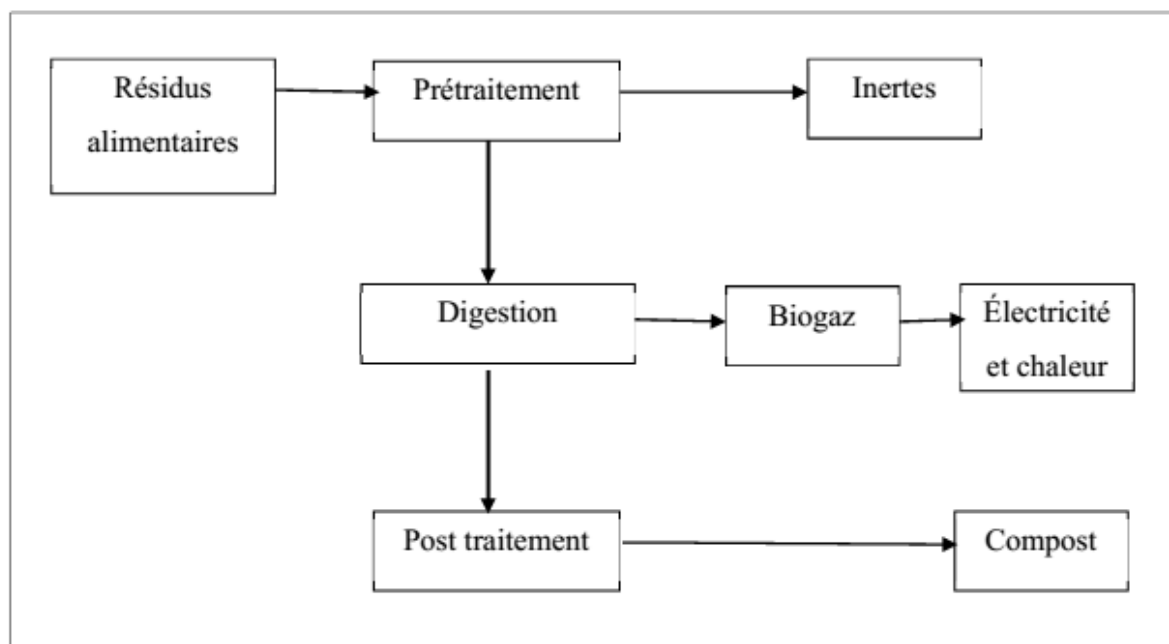 Résidus
alimentaires
Prétraitement
Inertes
Digestion
Biogaz
Électricité
et chaleur
Post traitement
Compost